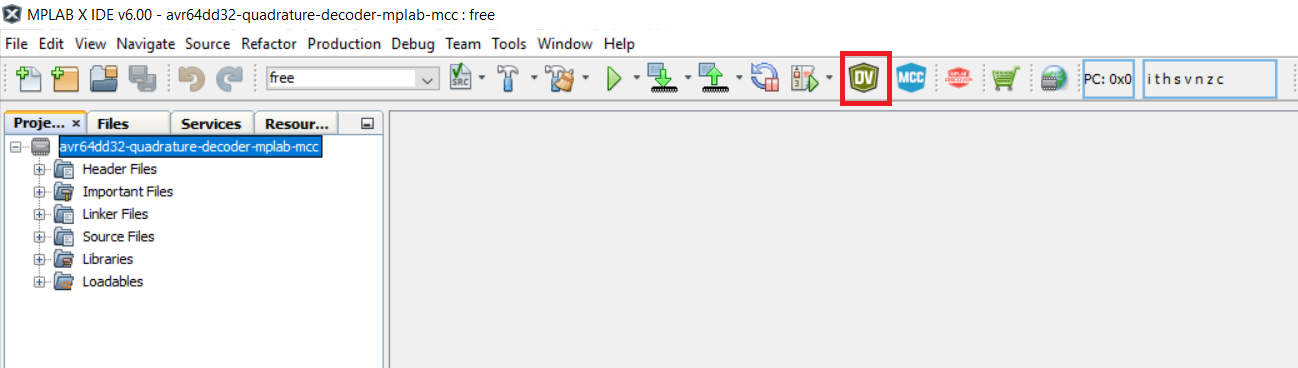 MPLAB X IDE v6.00 - avr64dd32-quadrature-decoder-mplab-mcc : free
File Edit View Navigate Source Refactor Production Debug Team Tools Window Help
free SRC DV MCC PC: 0x0 i t h s v n z c
Proje... × Files Services Resour...
avr64dd32-quadrature-decoder-mplab-mcc
Header Files
Important Files
Linker Files
Source Files
Libraries
Loadables